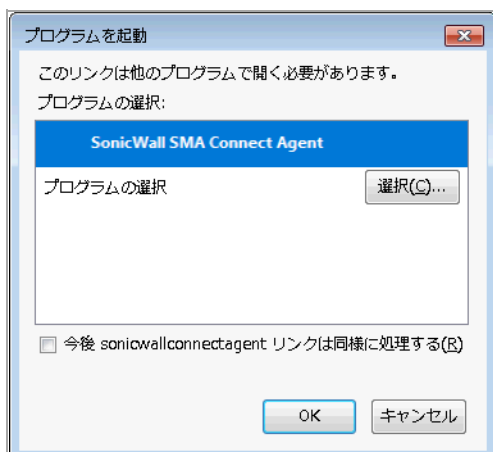 プログラムを起動
このリンクは他のプログラムで開く必要があります。
プログラムの選択:
SonicWall SMA Connect Agent
プログラムの選択
選択(C)...
今後 sonicwallconnectagent リンクは同様に処理する(R)
OK
キャンセル